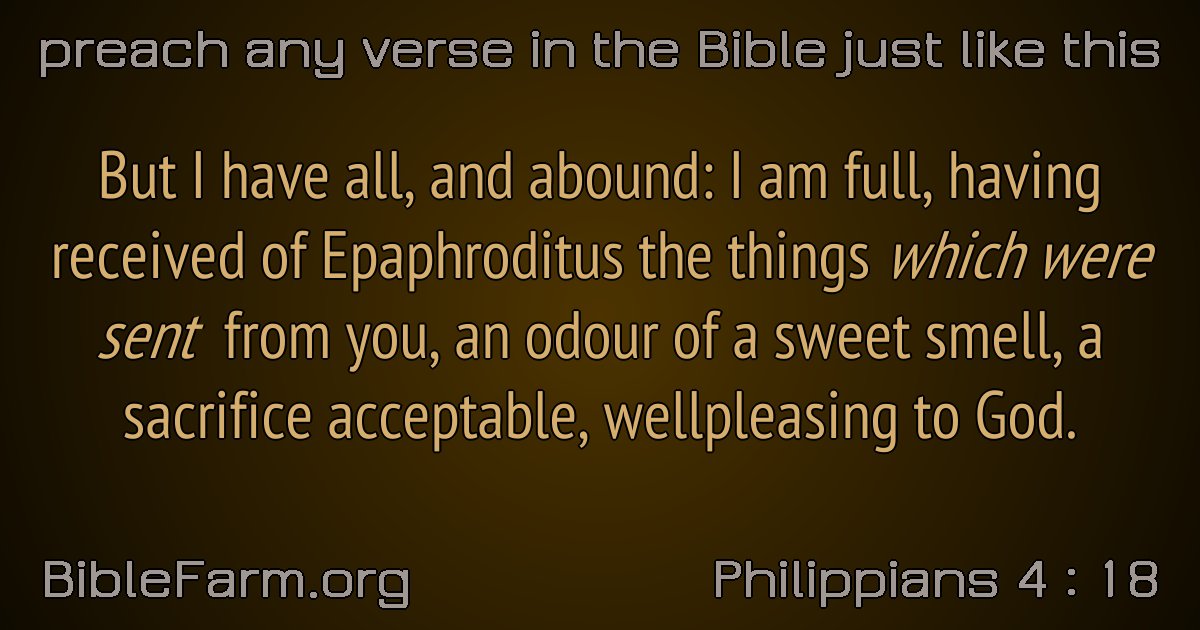 preach any verse in the Bible just like this
But I have all, and abound: I am full, having
received of Epaphroditus the things which were
sent from you, an odour of a sweet smell, a
sacrifice acceptable, wellpleasing to God.
BibleFarm.org
Philippians 4 : 18